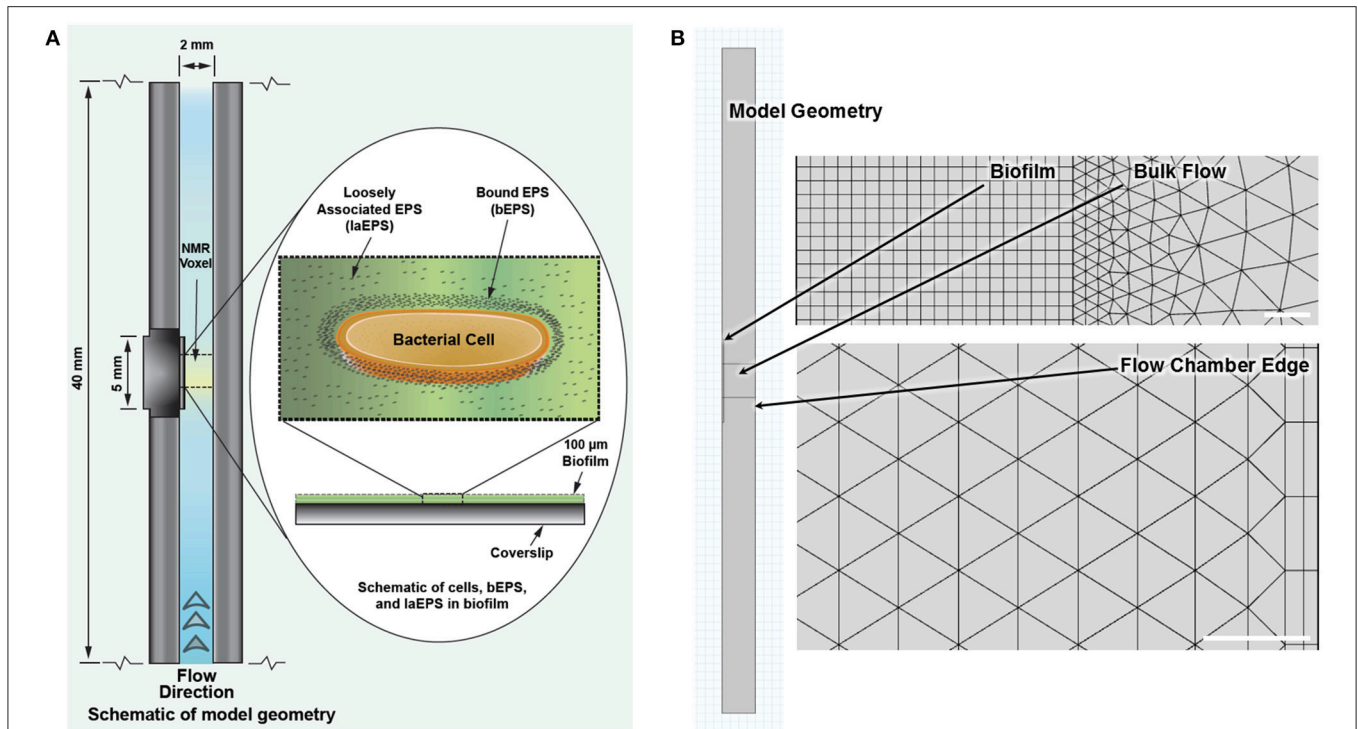 A
2 mm
40 mm
5 mm
NMR
Voxel
Loosely
Associated EPS
(laEPS)
Bound EPS
(bEPS)
Bacterial Cell
100 µm
Biofilm
Coverslip
Schematic of cells, bEPS,
and laEPS in biofilm
Flow
Direction
Schematic of model geometry
B
Model Geometry
Biofilm
Bulk Flow
Flow Chamber Edge